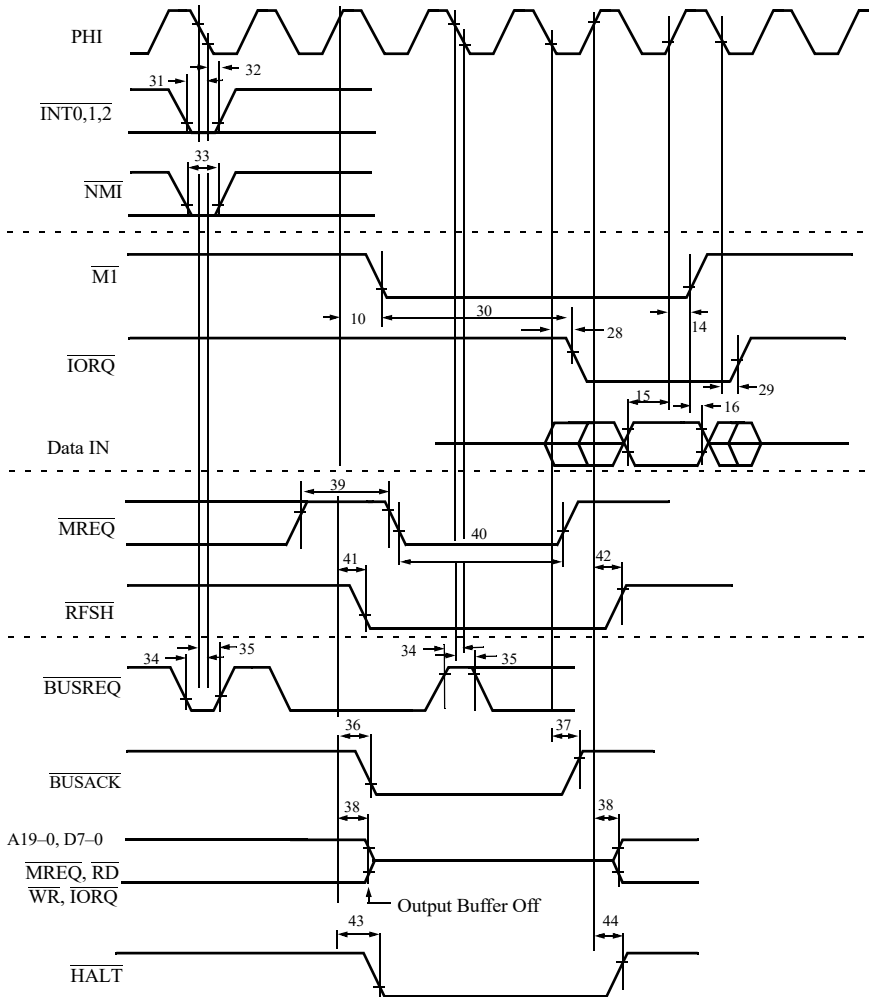 PHI
31
32
INT0,1,2
33
NMI
M1
10
30
28
14
IORQ
29
15
16
Data IN
39
MREQ
40
41
42
RFSH
34
35
34
35
BUSREQ
36
37
BUSACK
38
38
A19–0, D7–0
MREQ, RD
WR, IORQ
Output Buffer Off
43
44
HALT